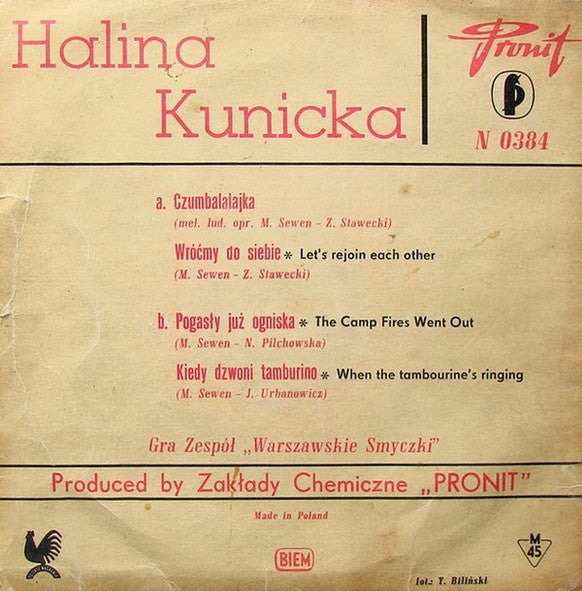 Halina
Kunicka
Pronit
P
N 0384
a. Czumbalalajka
(mel. lud. opr. M. Sewen – Z. Stawecki)
Wróćmy do siebie * Let's rejoin each other
(M. Sewen – Z. Stawecki)
b. Pogasły już ogniska * The Camp Fires Went Out
(M. Sewen – N. Pilchowska)
Kiedy dzwoni tamburino * When the tambourine's ringing
(M. Sewen – J. Urbanowicz)
Gra Zespół „Warszawskie Smyczki"
Produced by Zakłady Chemiczne „PRONIT"
Made in Poland
BIEM
M
45
fot.: T. Biliński